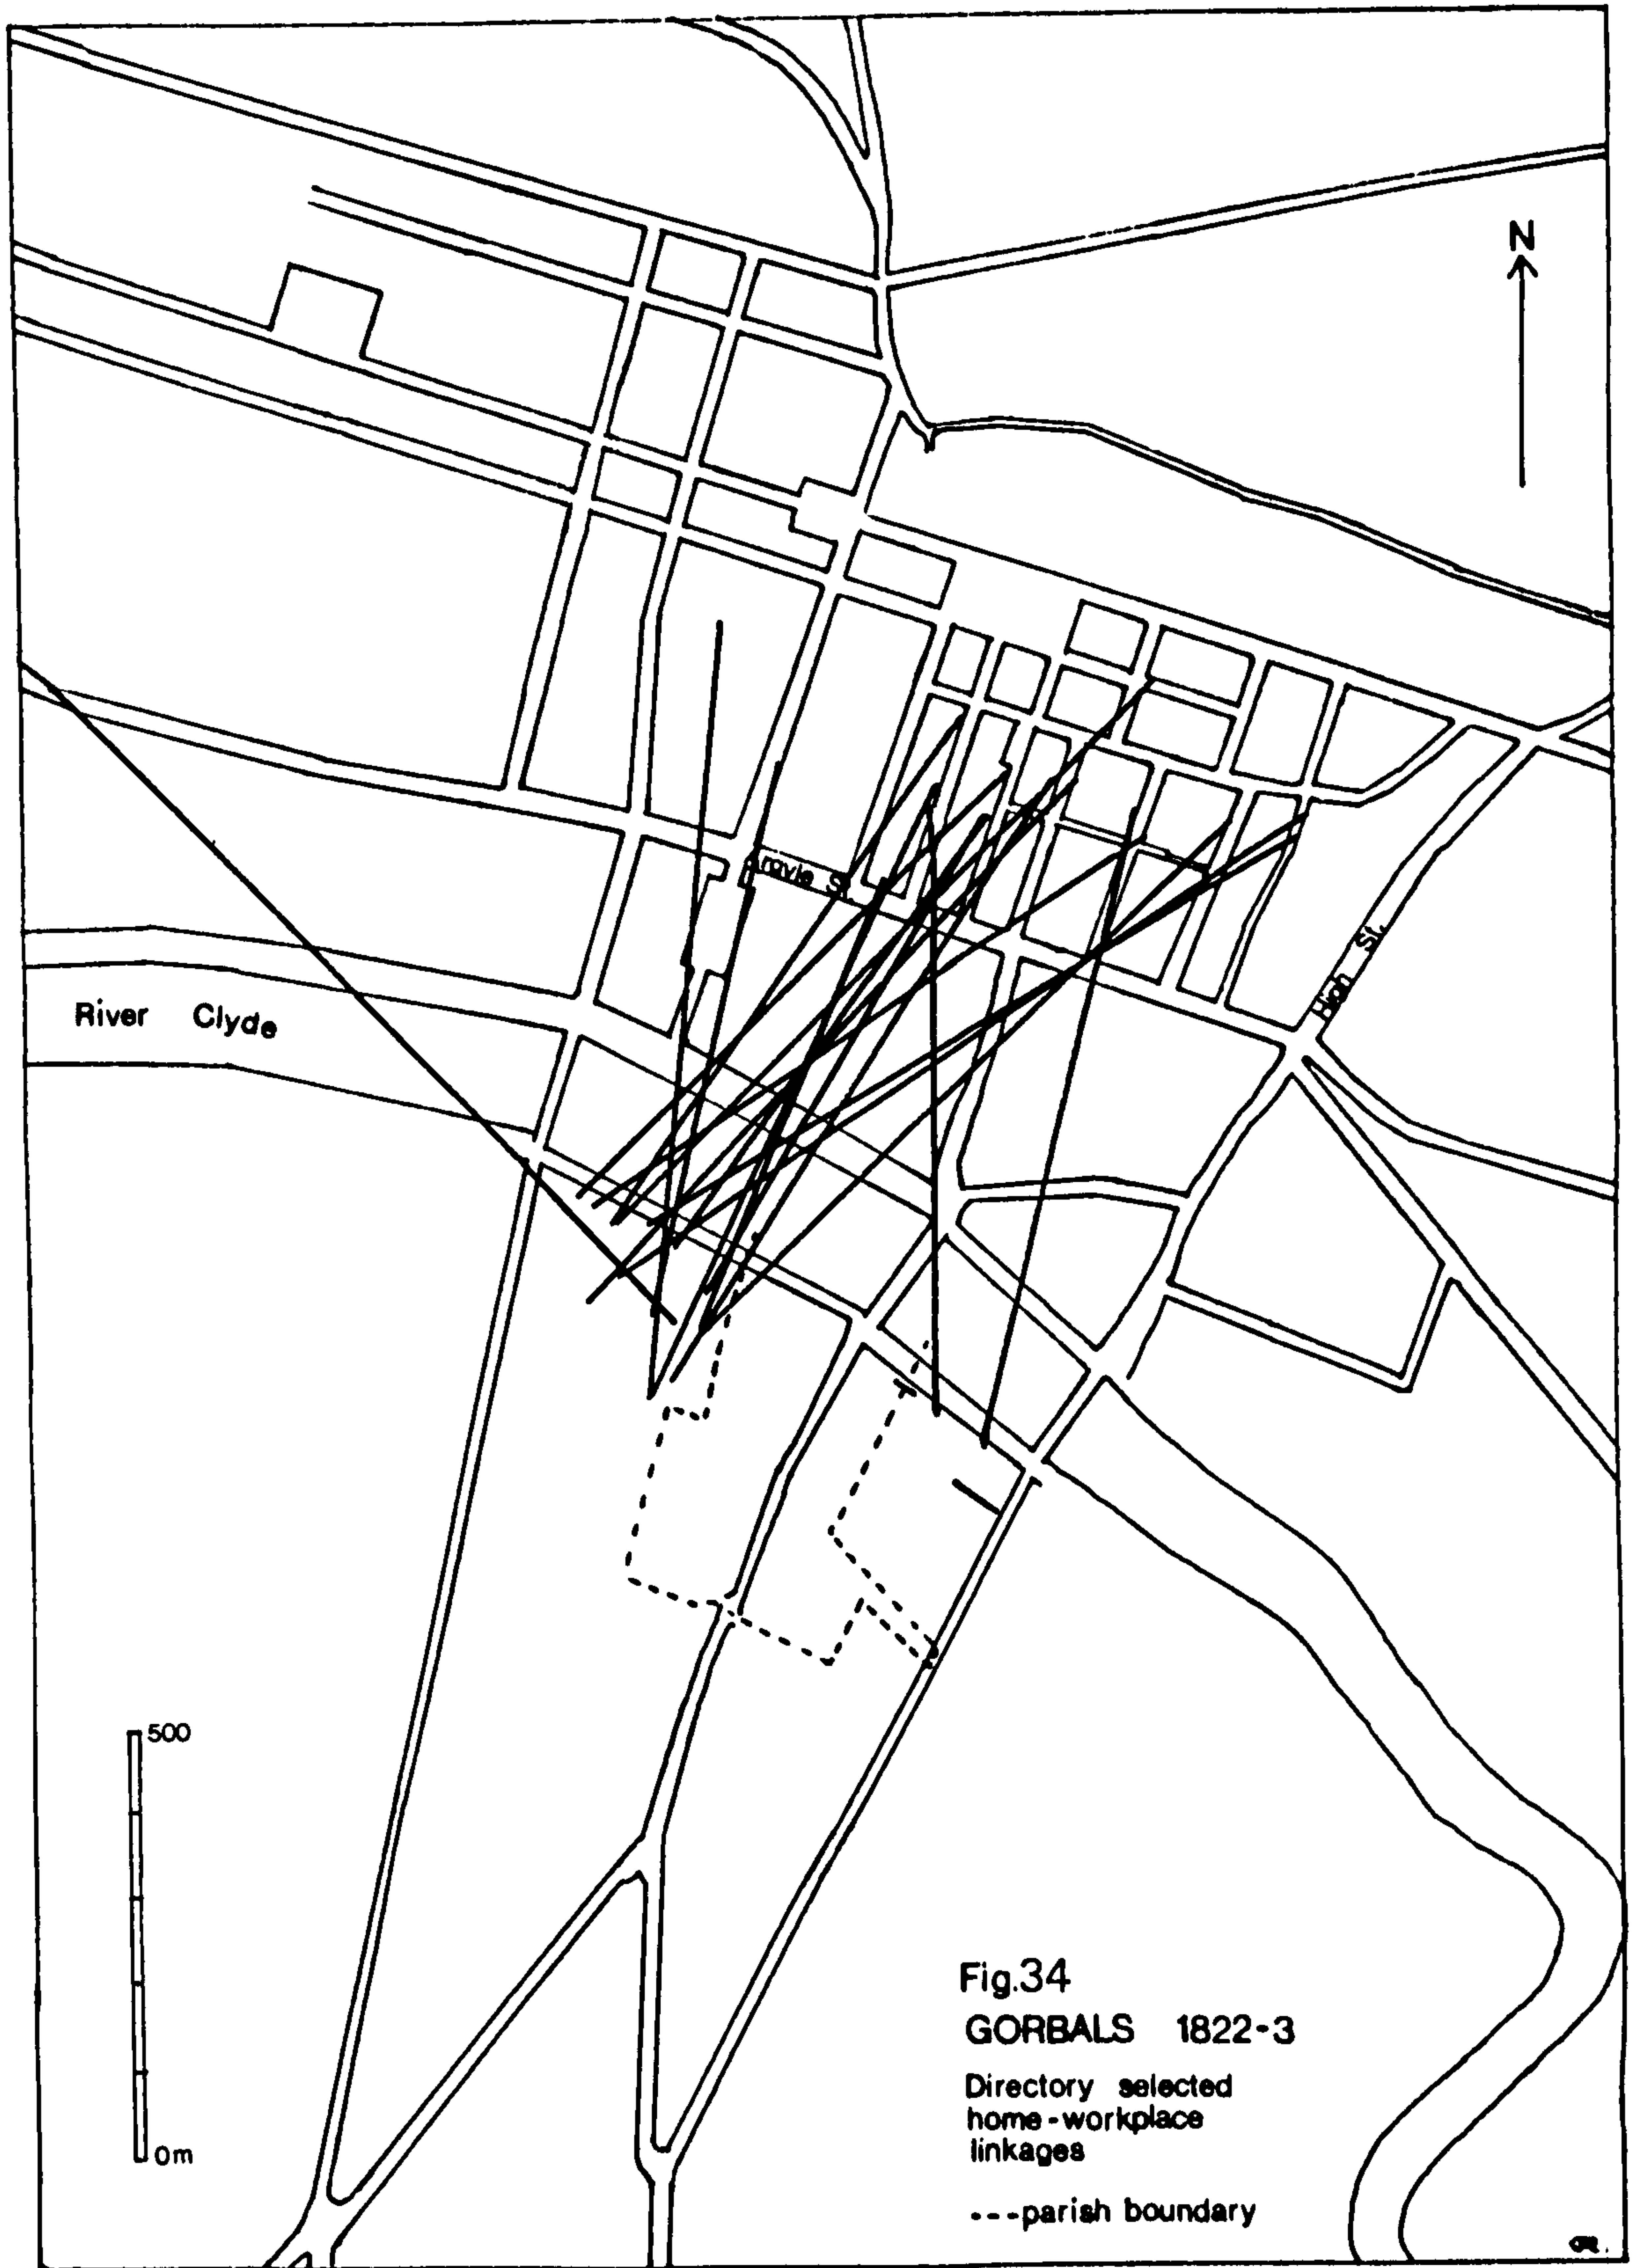 N
rgyle St.
High St.
River Clyde
500
0m
Fig.34
GORBALS 1822-3
Directory selected
home-workplace
linkages
---parish boundary